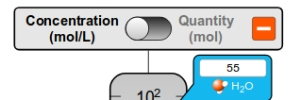 Concentration
(mol/L)
Quantity
(mol)
55
H₂O
10²